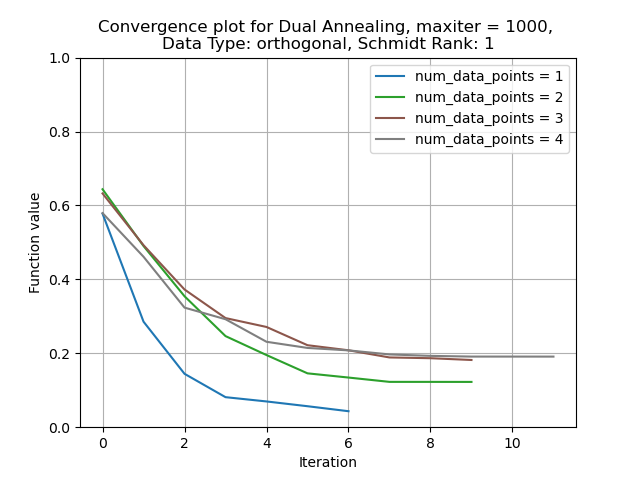 Convergence plot for Dual Annealing, maxiter = 1000,
Data Type: orthogonal, Schmidt Rank: 1
num_data_points = 1
num_data_points = 2
num_data_points = 3
num_data_points = 4
Function value
1.0
0.8
0.6
0.4
0.2
0.0
0 2 4 6 8 10
Iteration